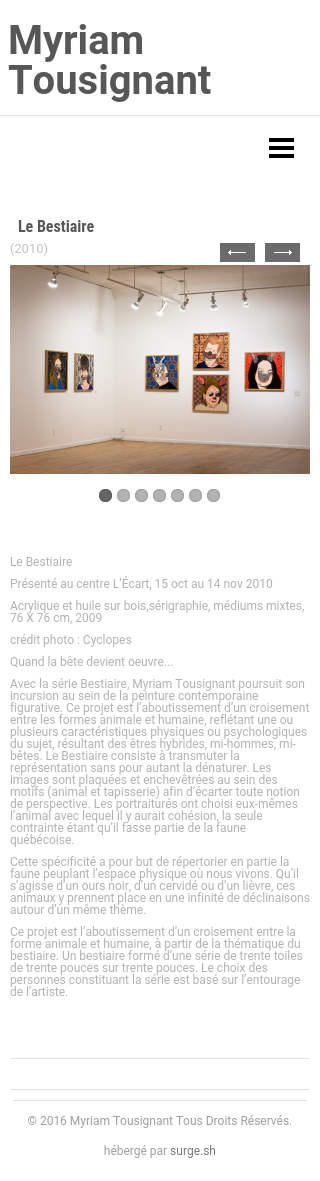 Myriam
Tousignant
Le Bestiaire
(2010)
Le Bestiaire
Présenté au centre L'Écart, 15 oct au 14 nov 2010
Acrylique et huile sur bois,sérigraphie, médiums mixtes,
76 X 76 cm, 2009
crédit photo : Cyclopes
Quand la bête devient oeuvre...
Avec la série Bestiaire, Myriam Tousignant poursuit son
incursion au sein de la peinture contemporaine
figurative. Ce projet est l'aboutissement d'un croisement
entre les formes animale et humaine, reflétant une ou
plusieurs caractéristiques physiques ou psychologiques
du sujet, résultant des êtres hybrides, mi-hommes, mi-
bêtes. Le Bestiaire consiste à transmuter la
représentation sans pour autant la dénaturer. Les
images sont plaquées et enchevêtrées au sein des
motifs (animal et tapisserie) afin d'écarter toute notion
de perspective. Les portraiturés ont choisi eux-mêmes
l'animal avec lequel il y aurait cohésion, la seule
contrainte étant qu'il fasse partie de la faune
québécoise.
Cette spécificité a pour but de répertorier en partie la
faune peuplant l'espace physique où nous vivons. Qu'il
s'agisse d'un ours noir, d'un cervidé ou d'un lièvre, ces
animaux y prennent place en une infinité de déclinaisons
autour d'un même thème.
Ce projet est l'aboutissement d'un croisement entre la
forme animale et humaine, à partir de la thématique du
bestiaire. Un bestiaire formé d'une série de trente toiles
de trente pouces sur trente pouces. Le choix des
personnes constituant la série est basé sur l'entourage
de l'artiste.
© 2016 Myriam Tousignant Tous Droits Réservés.
hébergé par surge.sh